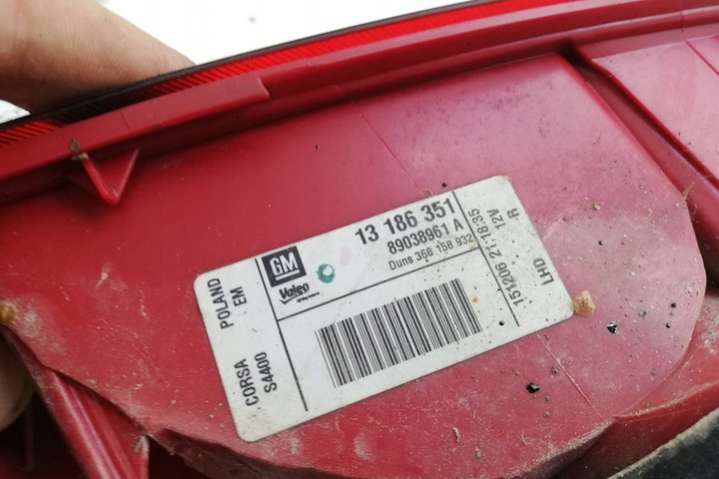 GM
13 186 351
89038961 A
Duns 368 158 932
Valeo
POLAND
EM
CORSA
S4400
151206 21:18:35
12V
R
LHD